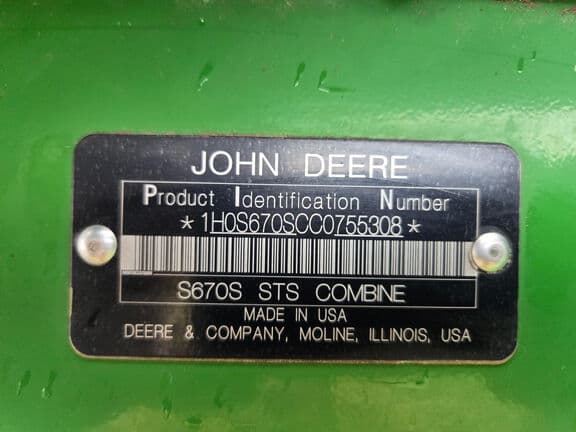 JOHN DEERE
Product Identification Number
*1H0S670SCC0755308*
S670S STS COMBINE
MADE IN USA
DEERE & COMPANY, MOLINE, ILLINOIS, USA